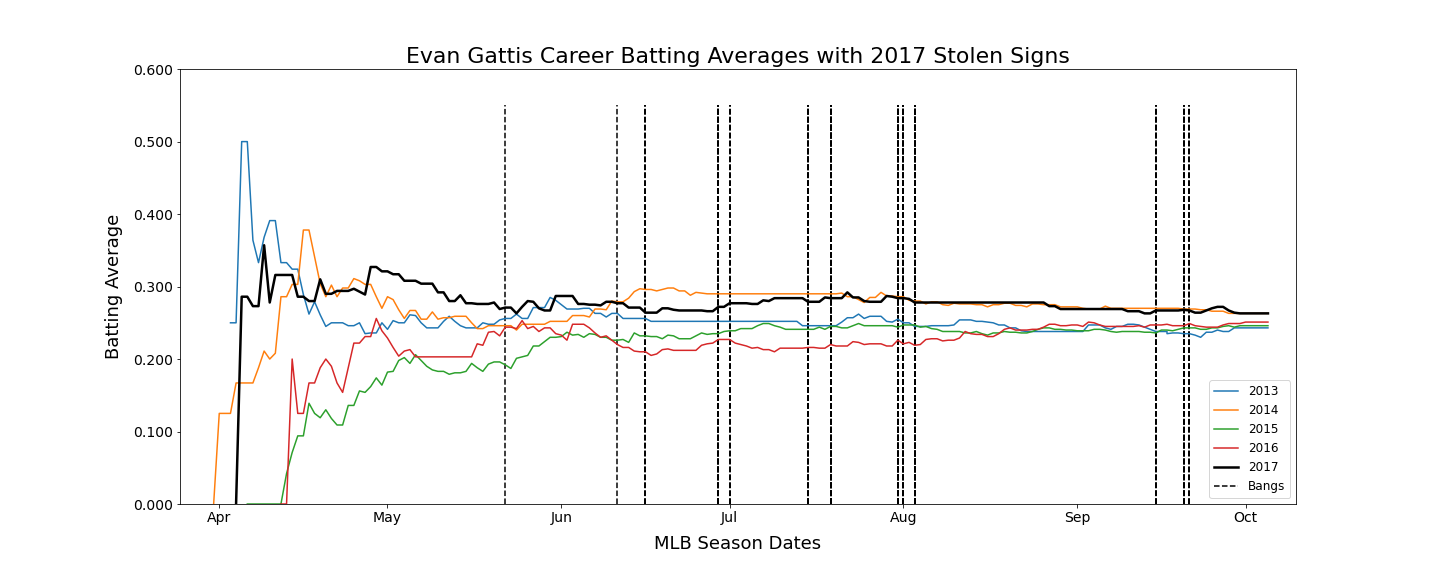 Evan Gattis Career Batting Averages with 2017 Stolen Signs
Batting Average
0.600
0.500
0.400
0.300
0.200
0.100
0.000
Apr May Jun Jul Aug Sep Oct
MLB Season Dates
2013
2014
2015
2016
2017
Bangs